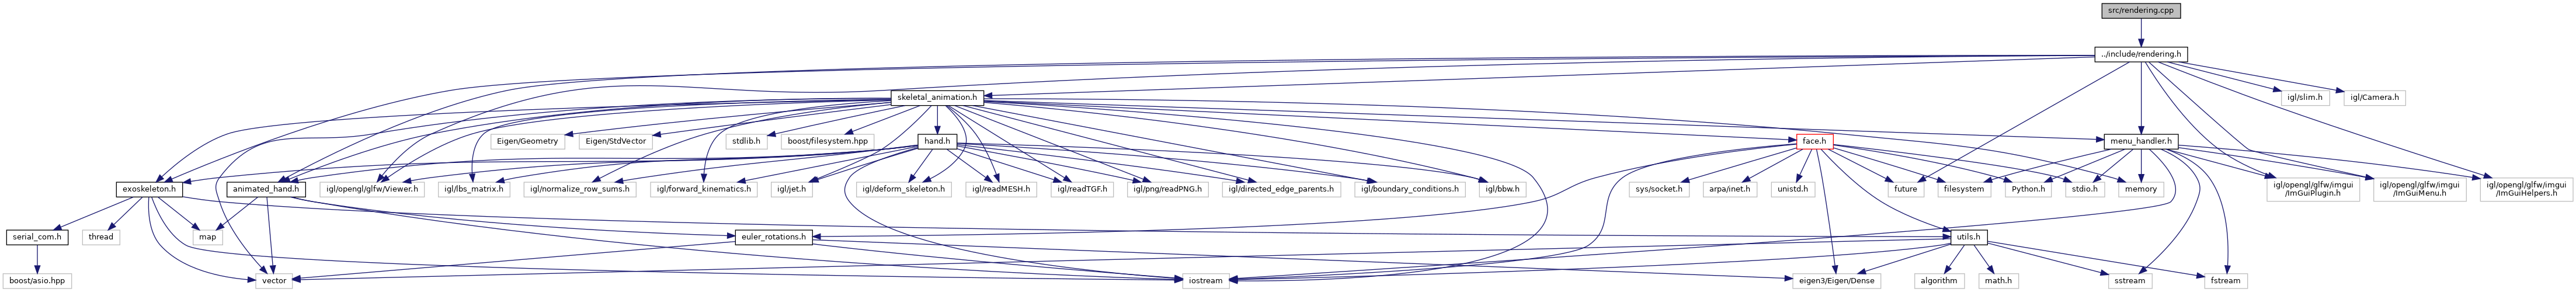 src/rendering.cpp
../include/rendering.h
skeletal_animation.h
igl/slim.h
igl/Camera.h
Eigen/Geometry
Eigen/StdVector
stdlib.h
boost/filesystem.hpp
hand.h
face.h
menu_handler.h
exoskeleton.h
animated_hand.h
igl/opengl/glfw/Viewer.h
igl/lbs_matrix.h
igl/normalize_row_sums.h
igl/forward_kinematics.h
igl/jet.h
igl/deform_skeleton.h
igl/readMESH.h
igl/readTGF.h
igl/png/readPNG.h
igl/directed_edge_parents.h
igl/boundary_conditions.h
igl/bbw.h
sys/socket.h
arpa/inet.h
unistd.h
future
filesystem
Python.h
stdio.h
memory
igl/opengl/glfw/imgui
/ImGuiPlugin.h
igl/opengl/glfw/imgui
/ImGuiMenu.h
igl/opengl/glfw/imgui
/ImGuiHelpers.h
serial_com.h
thread
map
euler_rotations.h
utils.h
boost/asio.hpp
vector
iostream
eigen3/Eigen/Dense
algorithm
math.h
sstream
fstream